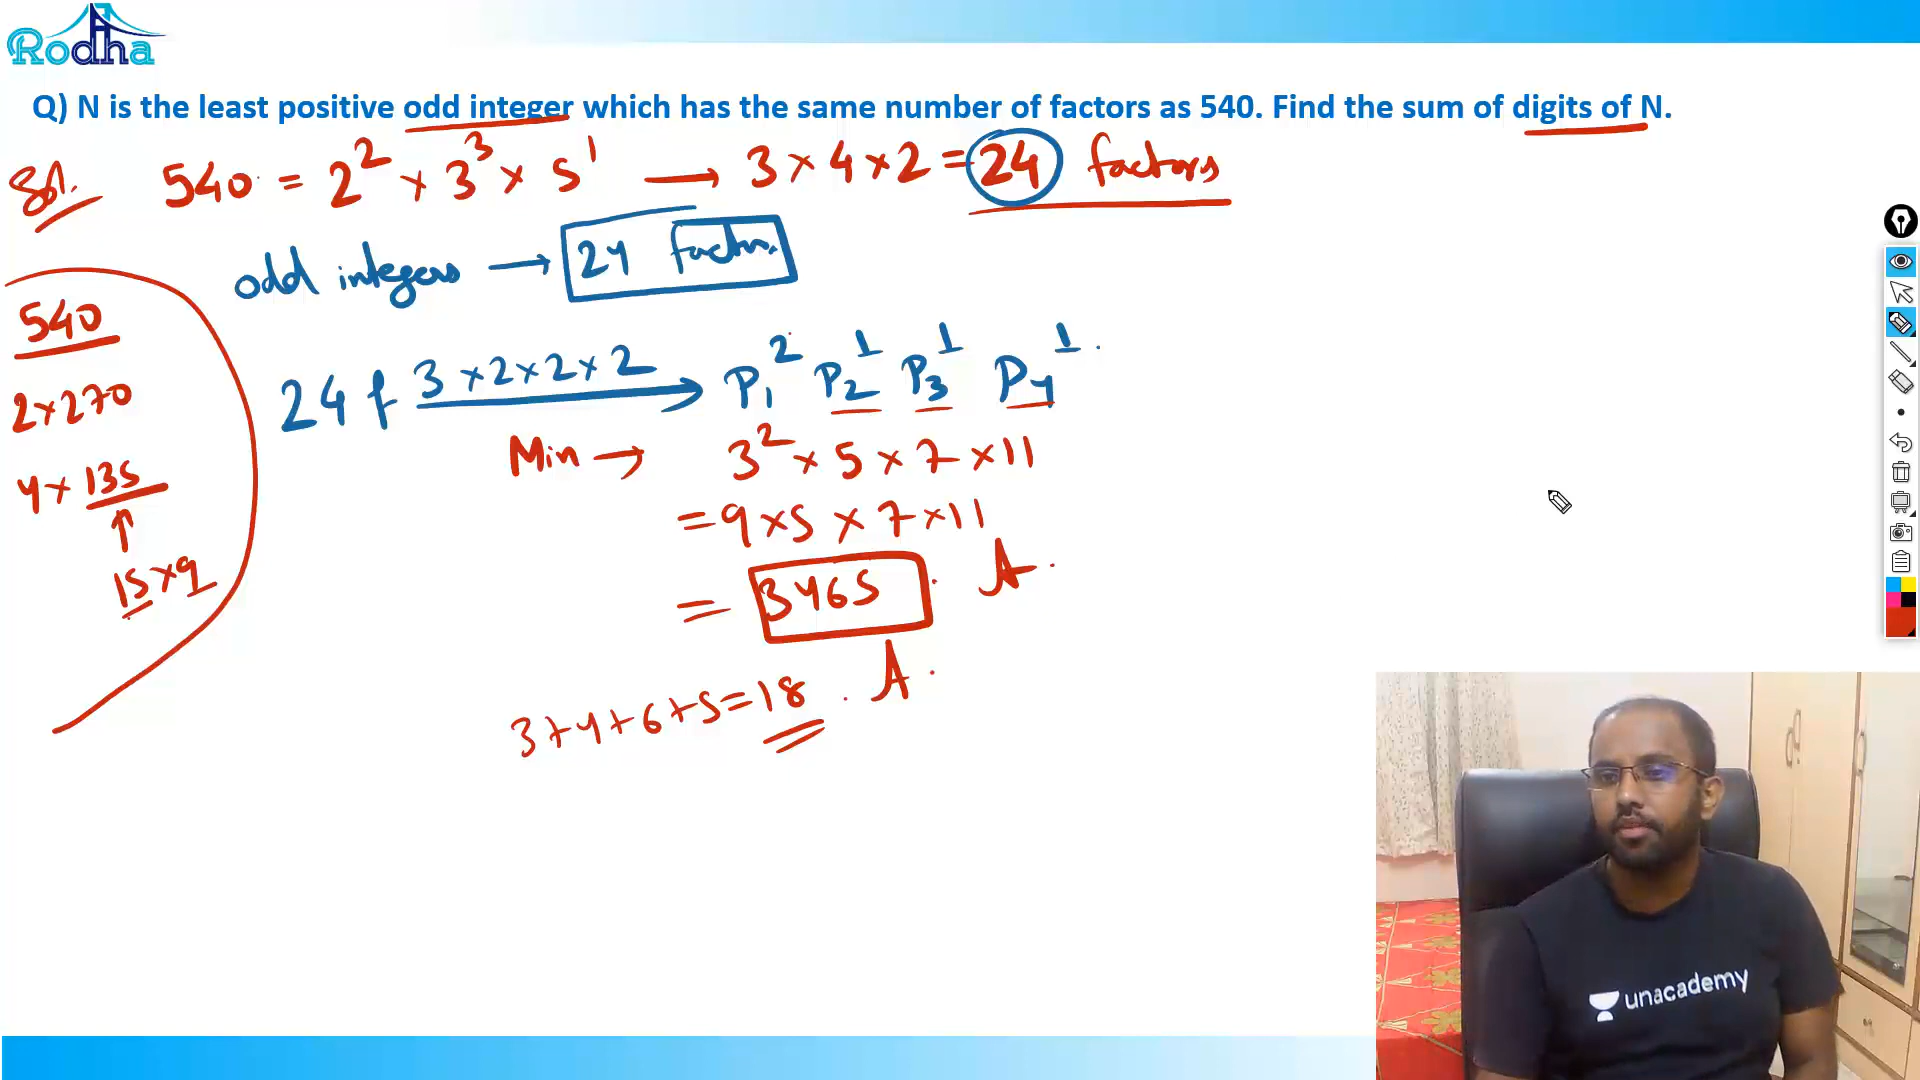 Rodha
Q) N is the least positive odd integer which has the same number of factors as 540. Find the sum of digits of N.
Sol. 540 = 2² × 3³ × 5¹ → 3 × 4 × 2 = 24 factors
odd integers → 24 factors.
540
2×270
4×135
↑
15×9
24 f 3×2×2×2 → P₁² P₂¹ P₃¹ P₄¹.
Min → 3² × 5 × 7 × 11
= 9 × 5 × 7 × 11
= 3465. A.
3+4+6+5=18. A.
unacademy